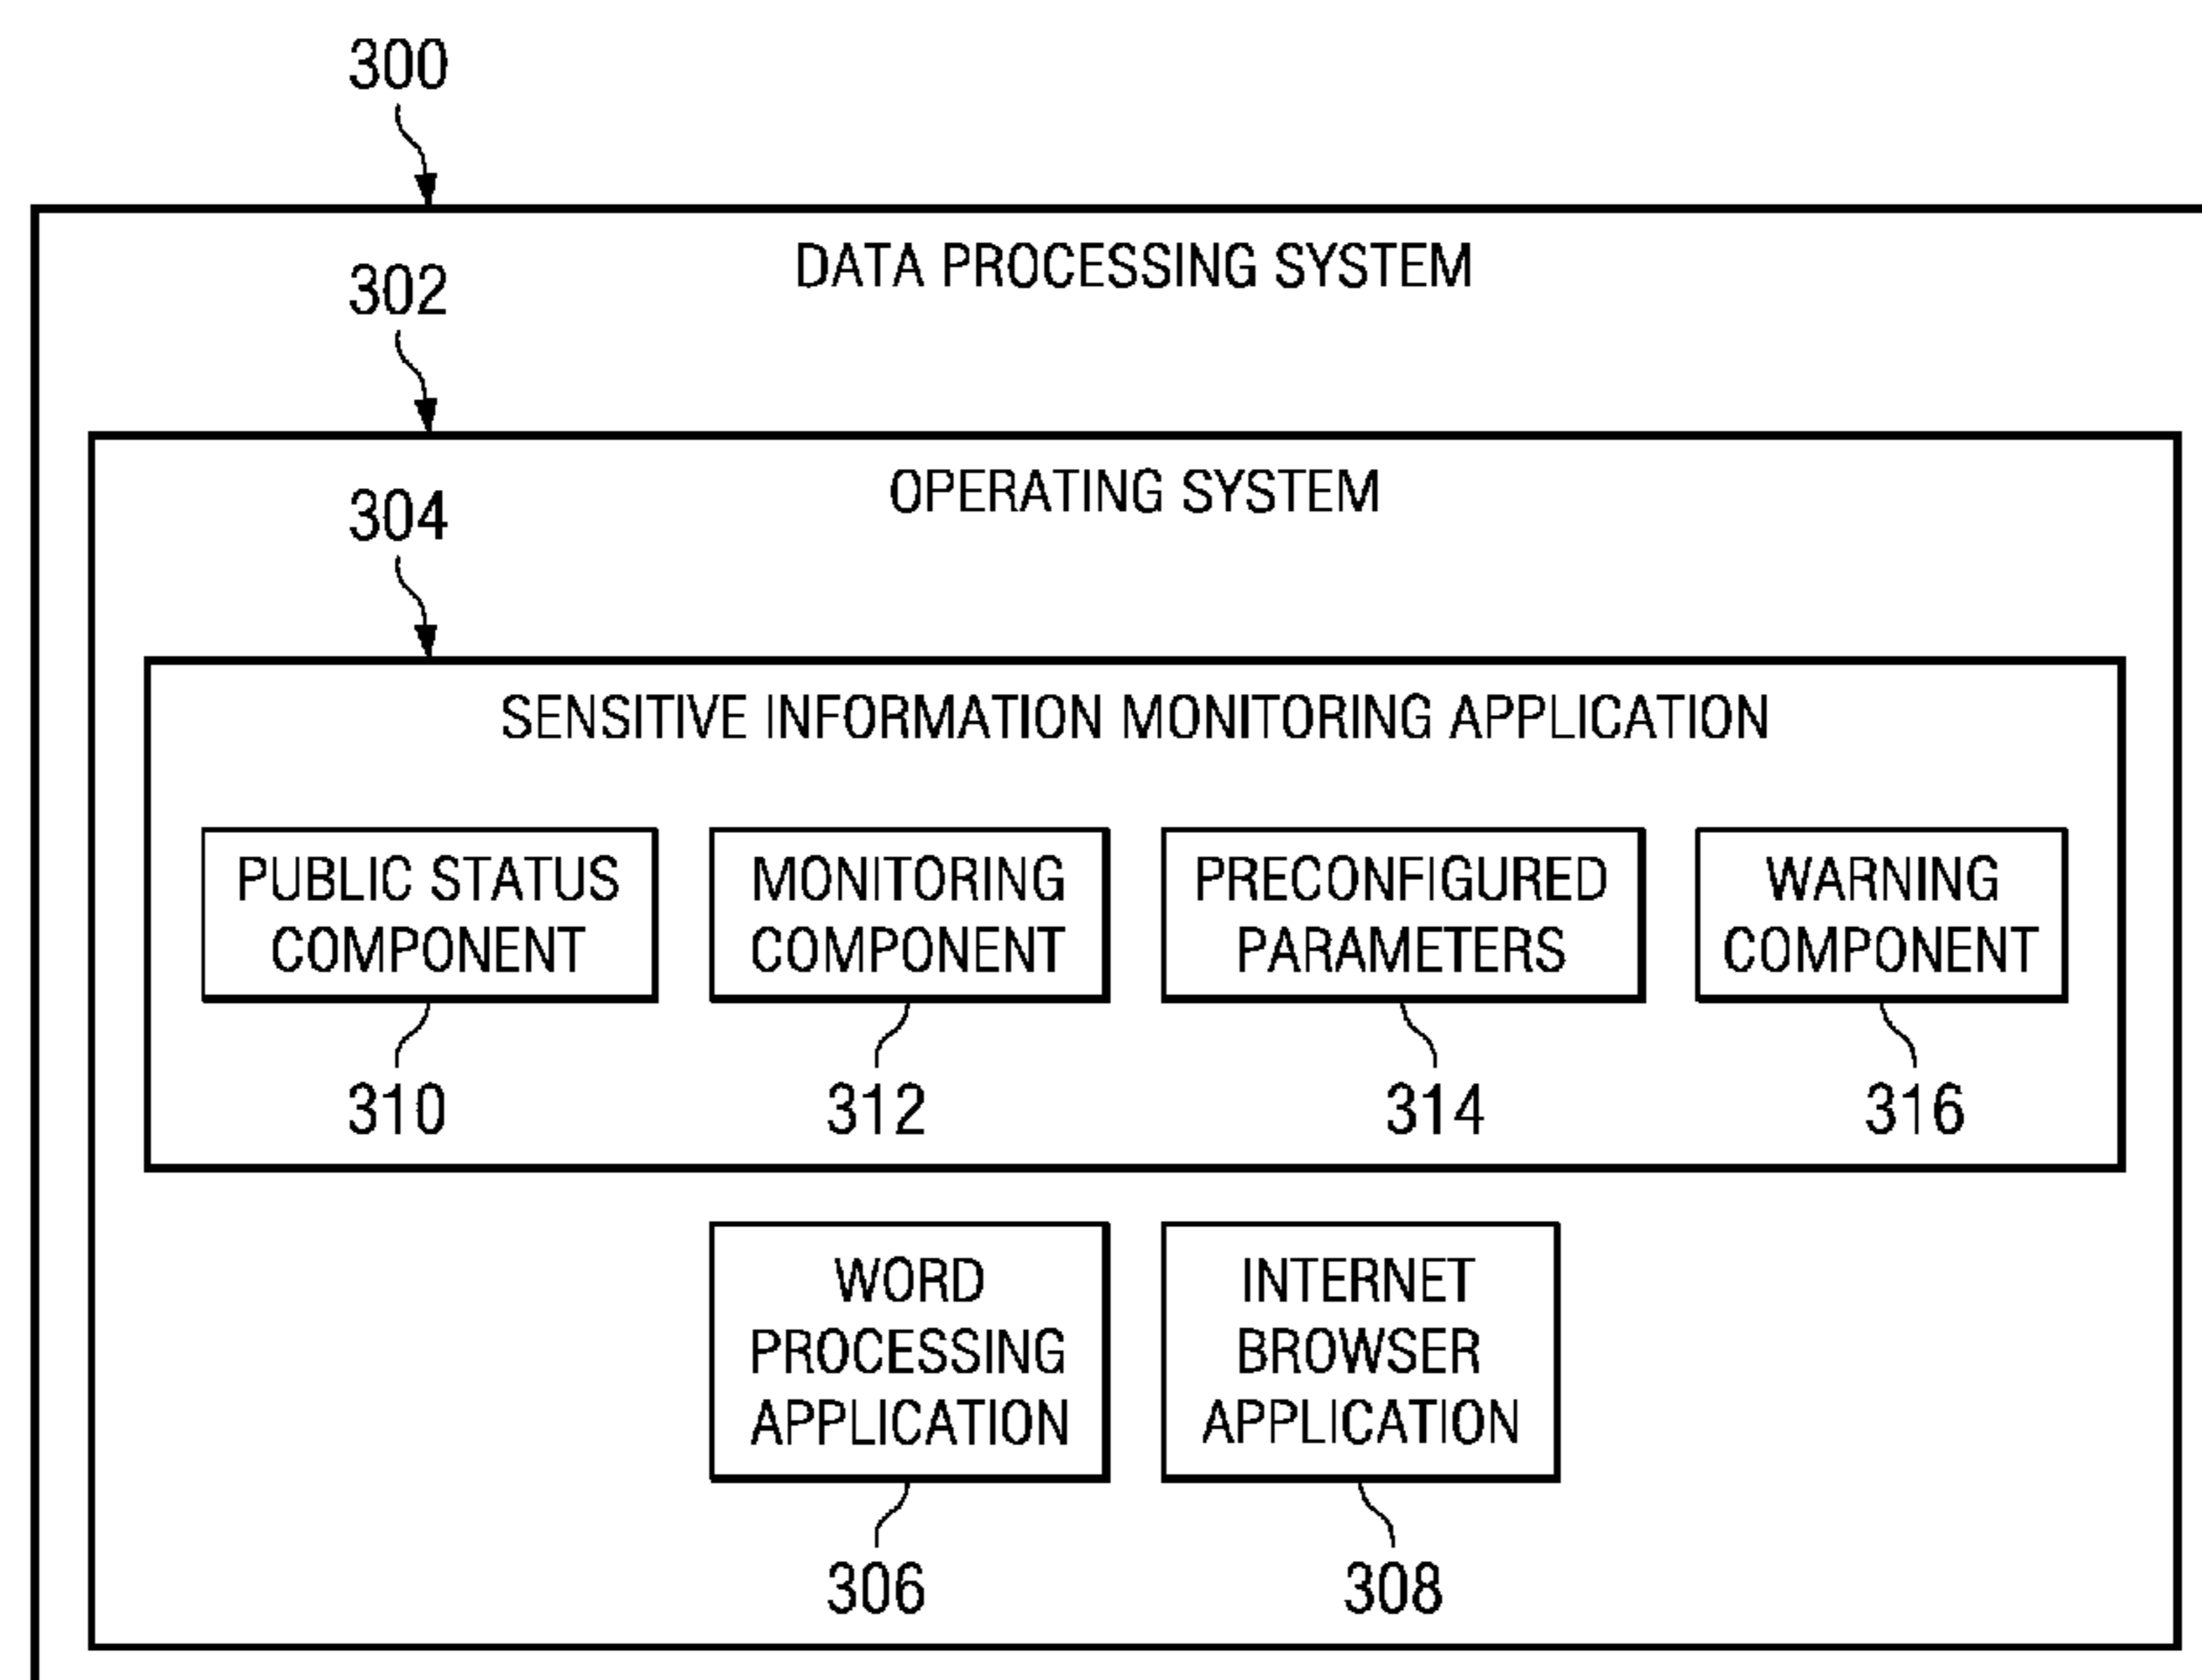 300
DATA PROCESSING SYSTEM
302
OPERATING SYSTEM
304
SENSITIVE INFORMATION MONITORING APPLICATION
PUBLIC STATUS
COMPONENT
MONITORING
COMPONENT
PRECONFIGURED
PARAMETERS
WARNING
COMPONENT
310
312
314
316
WORD
PROCESSING
APPLICATION
INTERNET
BROWSER
APPLICATION
306
308